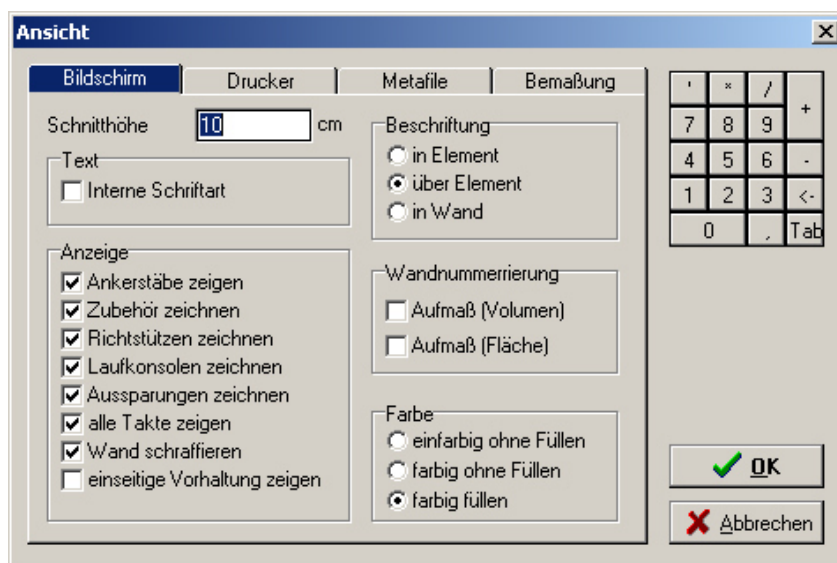 Ansicht
Bildschirm Drucker Metafile Bemaßung
Schnitthöhe 10 cm
Text
Interne Schriftart
Anzeige
Ankerstäbe zeigen
Zubehör zeichnen
Richtstützen zeichnen
Laufkonsolen zeichnen
Aussparungen zeichnen
alle Takte zeigen
Wand schraffieren
einseitige Vorhaltung zeigen
Beschriftung
in Element
über Element
in Wand
Wandnummerrierung
Aufmaß (Volumen)
Aufmaß (Fläche)
Farbe
einfarbig ohne Füllen
farbig ohne Füllen
farbig füllen
' * / +
7 8 9
4 5 6 -
1 2 3 <-
0 , Tab
OK
Abbrechen